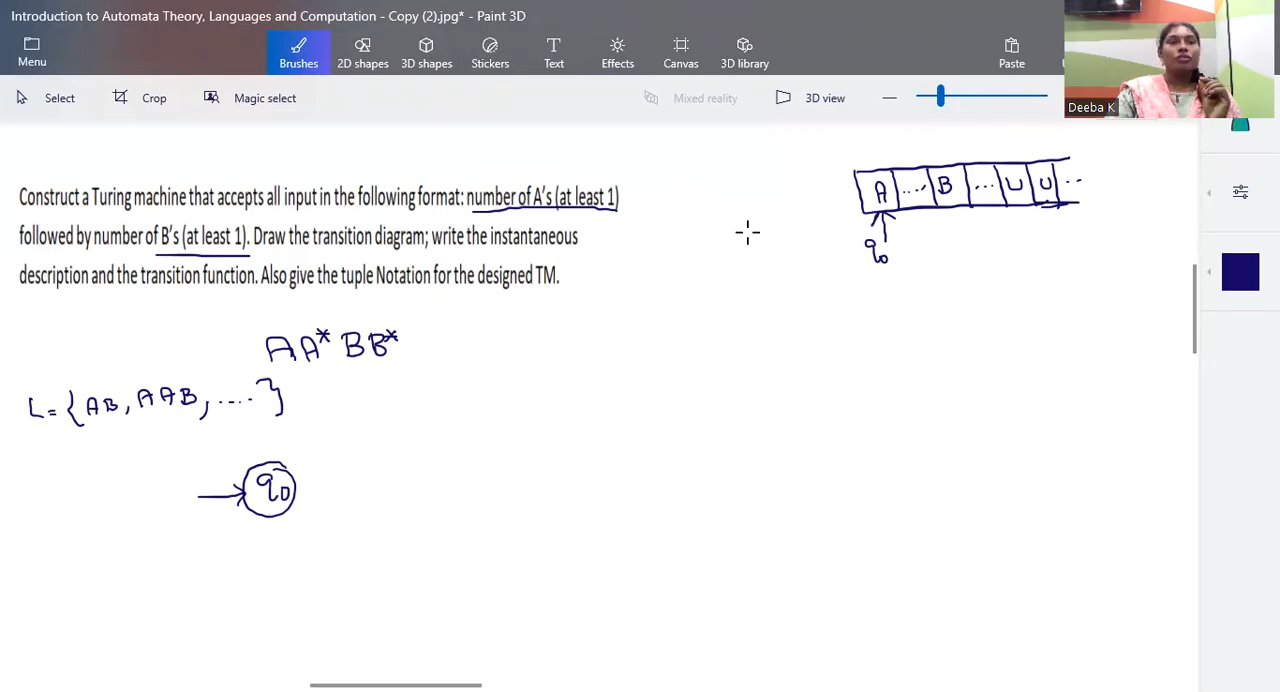 Introduction to Automata Theory, Languages and Computation - Copy (2).jpg* - Paint 3D
Menu
Brushes
2D shapes
3D shapes
Stickers
Text
Effects
Canvas
3D library
Paste
Select
Crop
Magic select
Mixed reality
3D view
Deeba K
Construct a Turing machine that accepts all input in the following format: number of A's (at least 1)
followed by number of B's (at least 1). Draw the transition diagram; write the instantaneous
description and the transition function. Also give the tuple Notation for the designed TM.
A ... B ... ⊔ ⊔ ...
q0
AA* BB*
L = {AB, AAB, ....}
q0